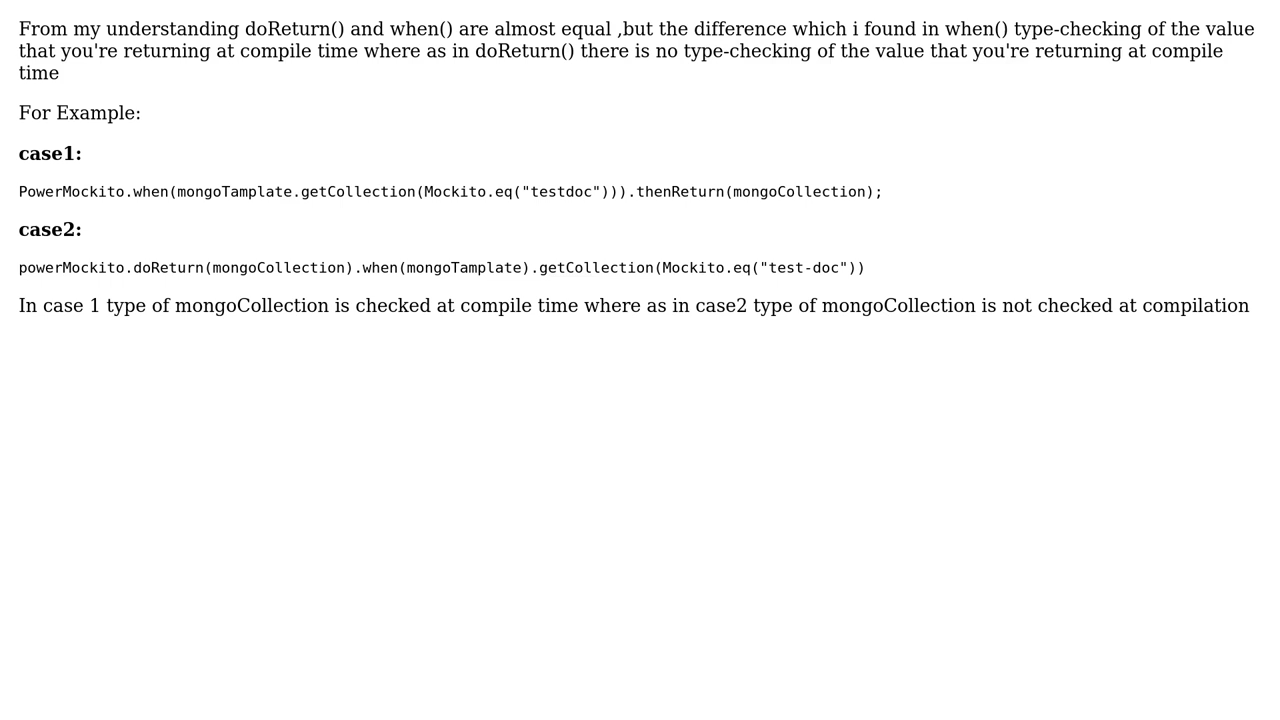 From my understanding doReturn() and when() are almost equal ,but the difference which i found in when() type-checking of the value
that you're returning at compile time where as in doReturn() there is no type-checking of the value that you're returning at compile
time
For Example:
case1:
PowerMockito.when(mongoTamplate.getCollection(Mockito.eq("testdoc"))).thenReturn(mongoCollection);
case2:
powerMockito.doReturn(mongoCollection).when(mongoTamplate).getCollection(Mockito.eq("test-doc"))
In case 1 type of mongoCollection is checked at compile time where as in case2 type of mongoCollection is not checked at compilation